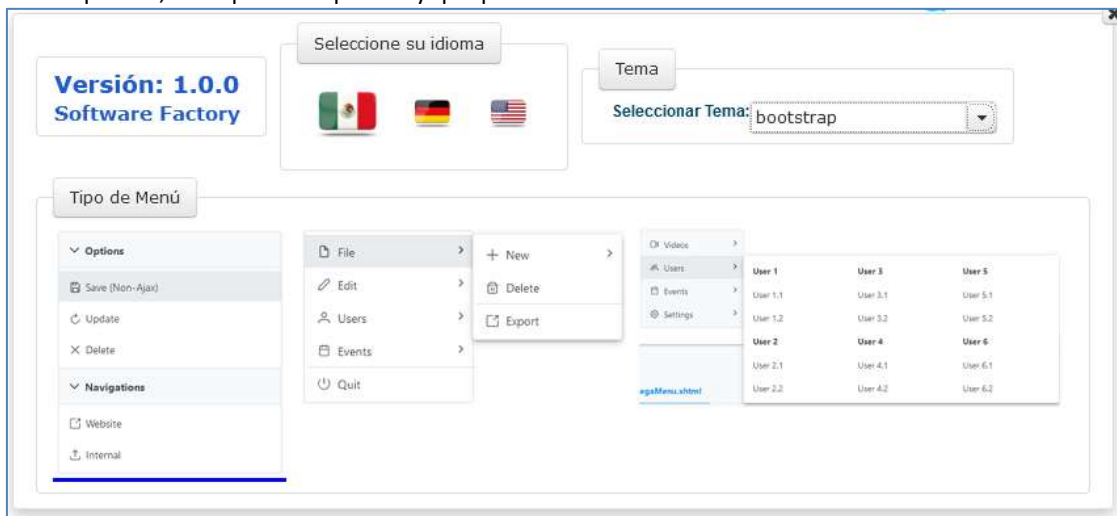 Seleccione su idioma
Versión: 1.0.0
Software Factory
Tema
Seleccionar Tema: bootstrap
Tipo de Menú
Options
Save (Non-Ajax)
Update
Delete
Navigations
Website
Internal
File
Edit
Users
Events
Quit
New
Delete
Export
Videos
Users
Events
Settings
egaMenu.xhtml
User 1
User 1.1
User 1.2
User 2
User 2.1
User 2.2
User 3
User 3.1
User 3.2
User 4
User 4.1
User 4.2
User 5
User 5.1
User 5.2
User 6
User 6.1
User 6.2